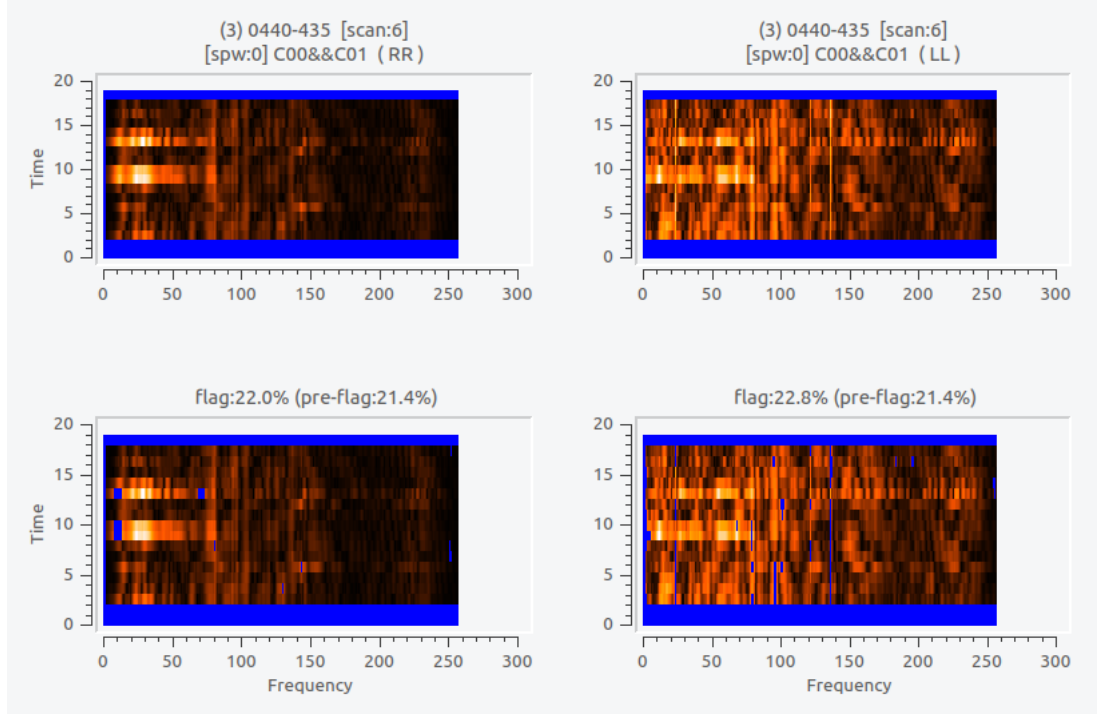 (3) 0440-435 [scan:6]
[spw:0] C00&&C01 ( RR )
20
15
10
5
0
Time
0 50 100 150 200 250 300
(3) 0440-435 [scan:6]
[spw:0] C00&&C01 ( LL )
20
15
10
5
0
0 50 100 150 200 250 300
flag:22.0% (pre-flag:21.4%)
20
15
10
5
0
Time
0 50 100 150 200 250 300
Frequency
flag:22.8% (pre-flag:21.4%)
20
15
10
5
0
0 50 100 150 200 250 300
Frequency